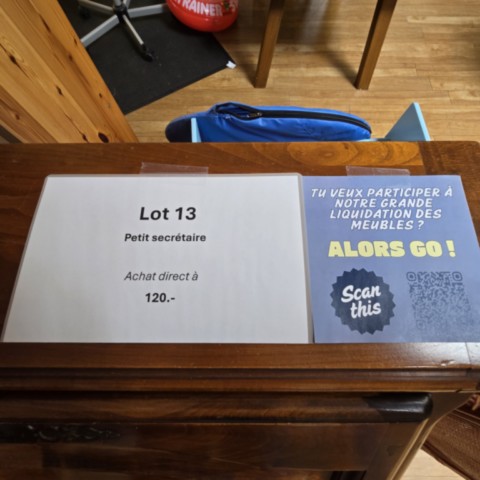 TRAINER
Lot 13
Petit secrétaire
Achat direct à
120.-
TU VEUX PARTICIPER À
NOTRE GRANDE
LIQUIDATION DES
MEUBLES ?
ALORS GO !
Scan
this